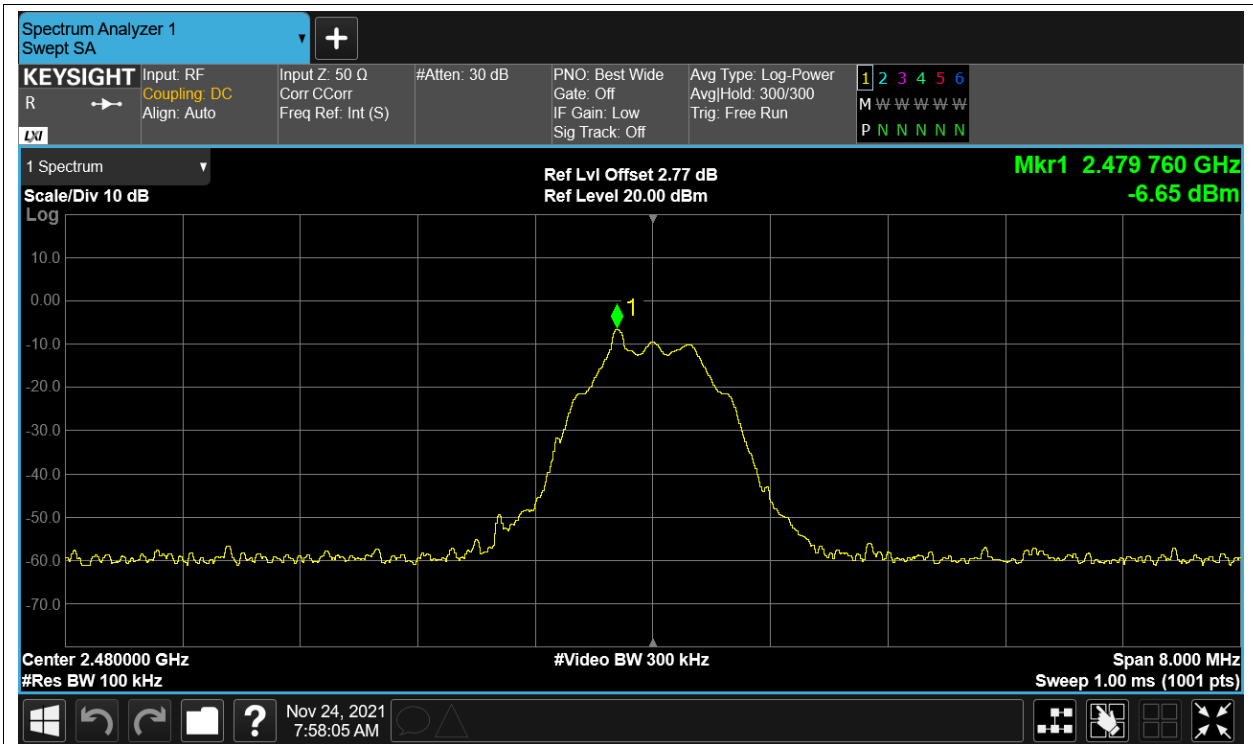 Spectrum Analyzer 1
Swept SA
KEYSIGHT
R
LXI
Input: RF
Coupling: DC
Align: Auto
Input Z: 50 Ω
Corr CCorr
Freq Ref: Int (S)
#Atten: 30 dB
PNO: Best Wide
Gate: Off
IF Gain: Low
Sig Track: Off
Avg Type: Log-Power
Avg|Hold: 300/300
Trig: Free Run
1 2 3 4 5 6
M W W W W W
P N N N N N
1 Spectrum
Scale/Div 10 dB
Log
Ref Lvl Offset 2.77 dB
Ref Level 20.00 dBm
Mkr1 2.479 760 GHz
-6.65 dBm
10.0
0.00
-10.0
-20.0
-30.0
-40.0
-50.0
-60.0
-70.0
1
Center 2.480000 GHz
#Res BW 100 kHz
#Video BW 300 kHz
Span 8.000 MHz
Sweep 1.00 ms (1001 pts)
?
Nov 24, 2021
7:58:05 AM